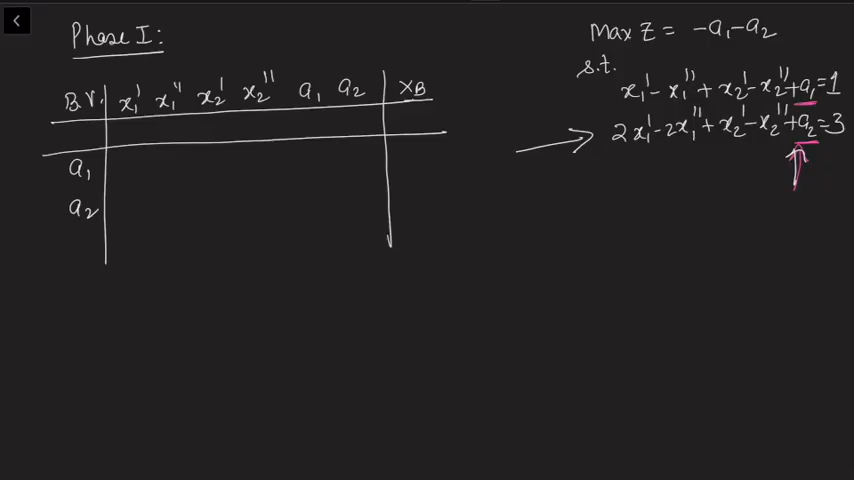 Phase I:
Max Z = -a₁-a₂
s.t.
x₁' - x₁'' + x₂' - x₂'' + a₁ = 1
2x₁' - 2x₁'' + x₂' - x₂'' + a₂ = 3
B.V. x₁' x₁'' x₂' x₂'' a₁ a₂ XB
a₁
a₂